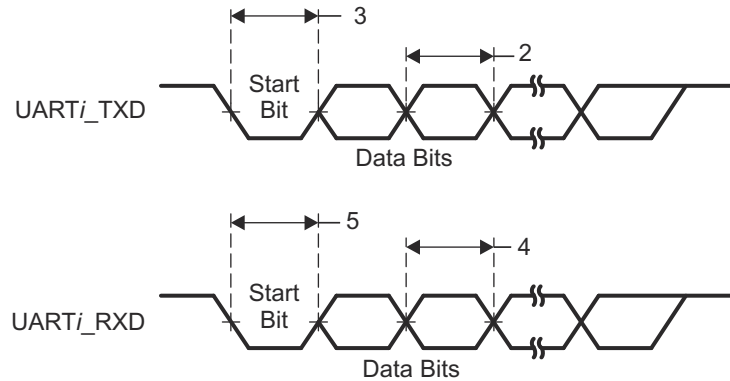 3
2
Start
Bit
UARTi_TXD
Data Bits
5
4
Start
Bit
UARTi_RXD
Data Bits